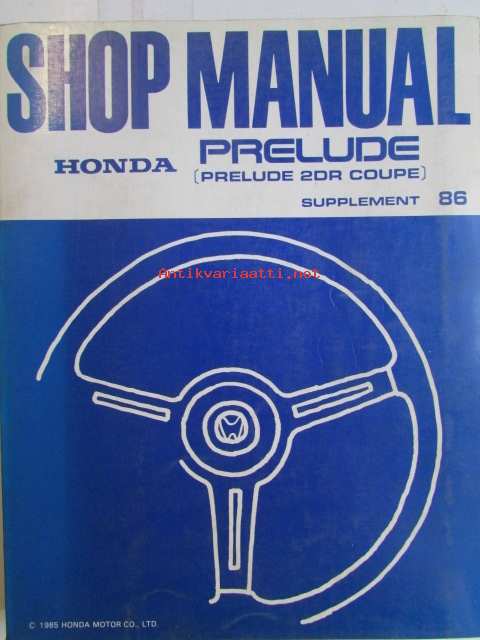 SHOP MANUAL
HONDA PRELUDE
(PRELUDE 2DR COUPE)
SUPPLEMENT 86
Antikvariaatti.net
© 1985 HONDA MOTOR CO., LTD.